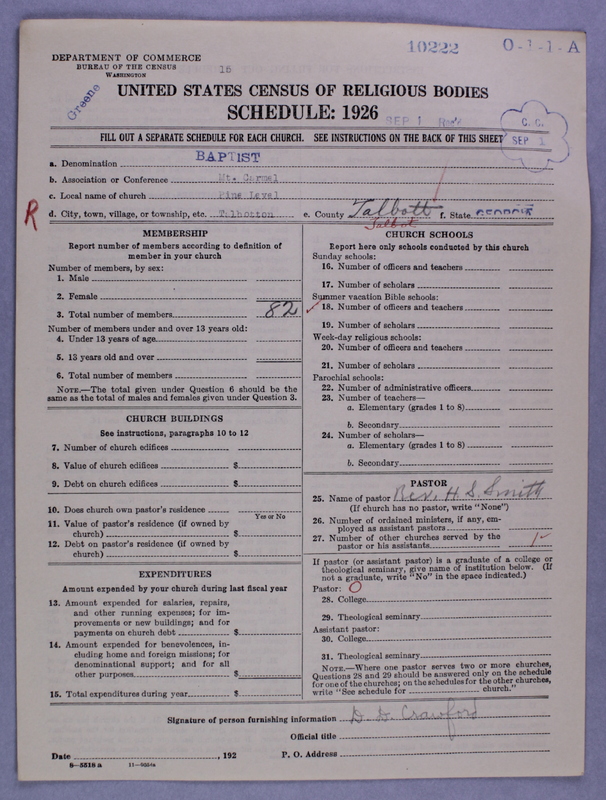 10222 O-1-1-A
DEPARTMENT OF COMMERCE
BUREAU OF THE CENSUS
WASHINGTON
15
Greene
UNITED STATES CENSUS OF RELIGIOUS BODIES
SCHEDULE: 1926
SEP 1 Rec'd
C. C.
SEP 1
FILL OUT A SEPARATE SCHEDULE FOR EACH CHURCH. SEE INSTRUCTIONS ON THE BACK OF THIS SHEET
a. Denomination BAPTIST
b. Association or Conference Mt. Carmel
c. Local name of church Pine Level
R d. City, town, village, or township, etc. Talbotton e. County Talbott f. State GEORGIA
Talbot
MEMBERSHIP
Report number of members according to definition of
member in your church
Number of members, by sex:
1. Male
2. Female
3. Total number of members 82
Number of members under and over 13 years old:
4. Under 13 years of age
5. 13 years old and over
6. Total number of members
NOTE.—The total given under Question 6 should be the
same as the total of males and females given under Question 3.
CHURCH BUILDINGS
See instructions, paragraphs 10 to 12
7. Number of church edifices
8. Value of church edifices $
9. Debt on church edifices $
10. Does church own pastor's residence
Yes or No
11. Value of pastor's residence (if owned by
church) $
12. Debt on pastor's residence (if owned by
church) $
EXPENDITURES
Amount expended by your church during last fiscal year
13. Amount expended for salaries, repairs,
and other running expenses; for im-
provements or new buildings; and for
payments on church debt $
14. Amount expended for benevolences, in-
cluding home and foreign missions; for
denominational support; and for all
other purposes $
15. Total expenditures during year $
CHURCH SCHOOLS
Report here only schools conducted by this church
Sunday schools:
16. Number of officers and teachers
17. Number of scholars
Summer vacation Bible schools:
18. Number of officers and teachers
19. Number of scholars
Week-day religious schools:
20. Number of officers and teachers
21. Number of scholars
Parochial schools:
22. Number of administrative officers
23. Number of teachers—
a. Elementary (grades 1 to 8)
b. Secondary
24. Number of scholars—
a. Elementary (grades 1 to 8)
b. Secondary
PASTOR
25. Name of pastor Rev. H. S. Smith
(If church has no pastor, write "None")
26. Number of ordained ministers, if any, em-
ployed as assistant pastors
27. Number of other churches served by the
pastor or his assistants 1
If pastor (or assistant pastor) is a graduate of a college or
theological seminary, give name of institution below. (If
not a graduate, write "No" in the space indicated.)
Pastor: O
28. College
29. Theological seminary
Assistant pastor:
30. College
31. Theological seminary
NOTE.—Where one pastor serves two or more churches,
Questions 28 and 29 should be answered only on the schedule
for one of the churches; on the schedules for the other churches,
write "See schedule for church."
Signature of person furnishing information D. D. Crawford
Official title
Date , 192 P. O. Address
8-5518 a 11-9324a